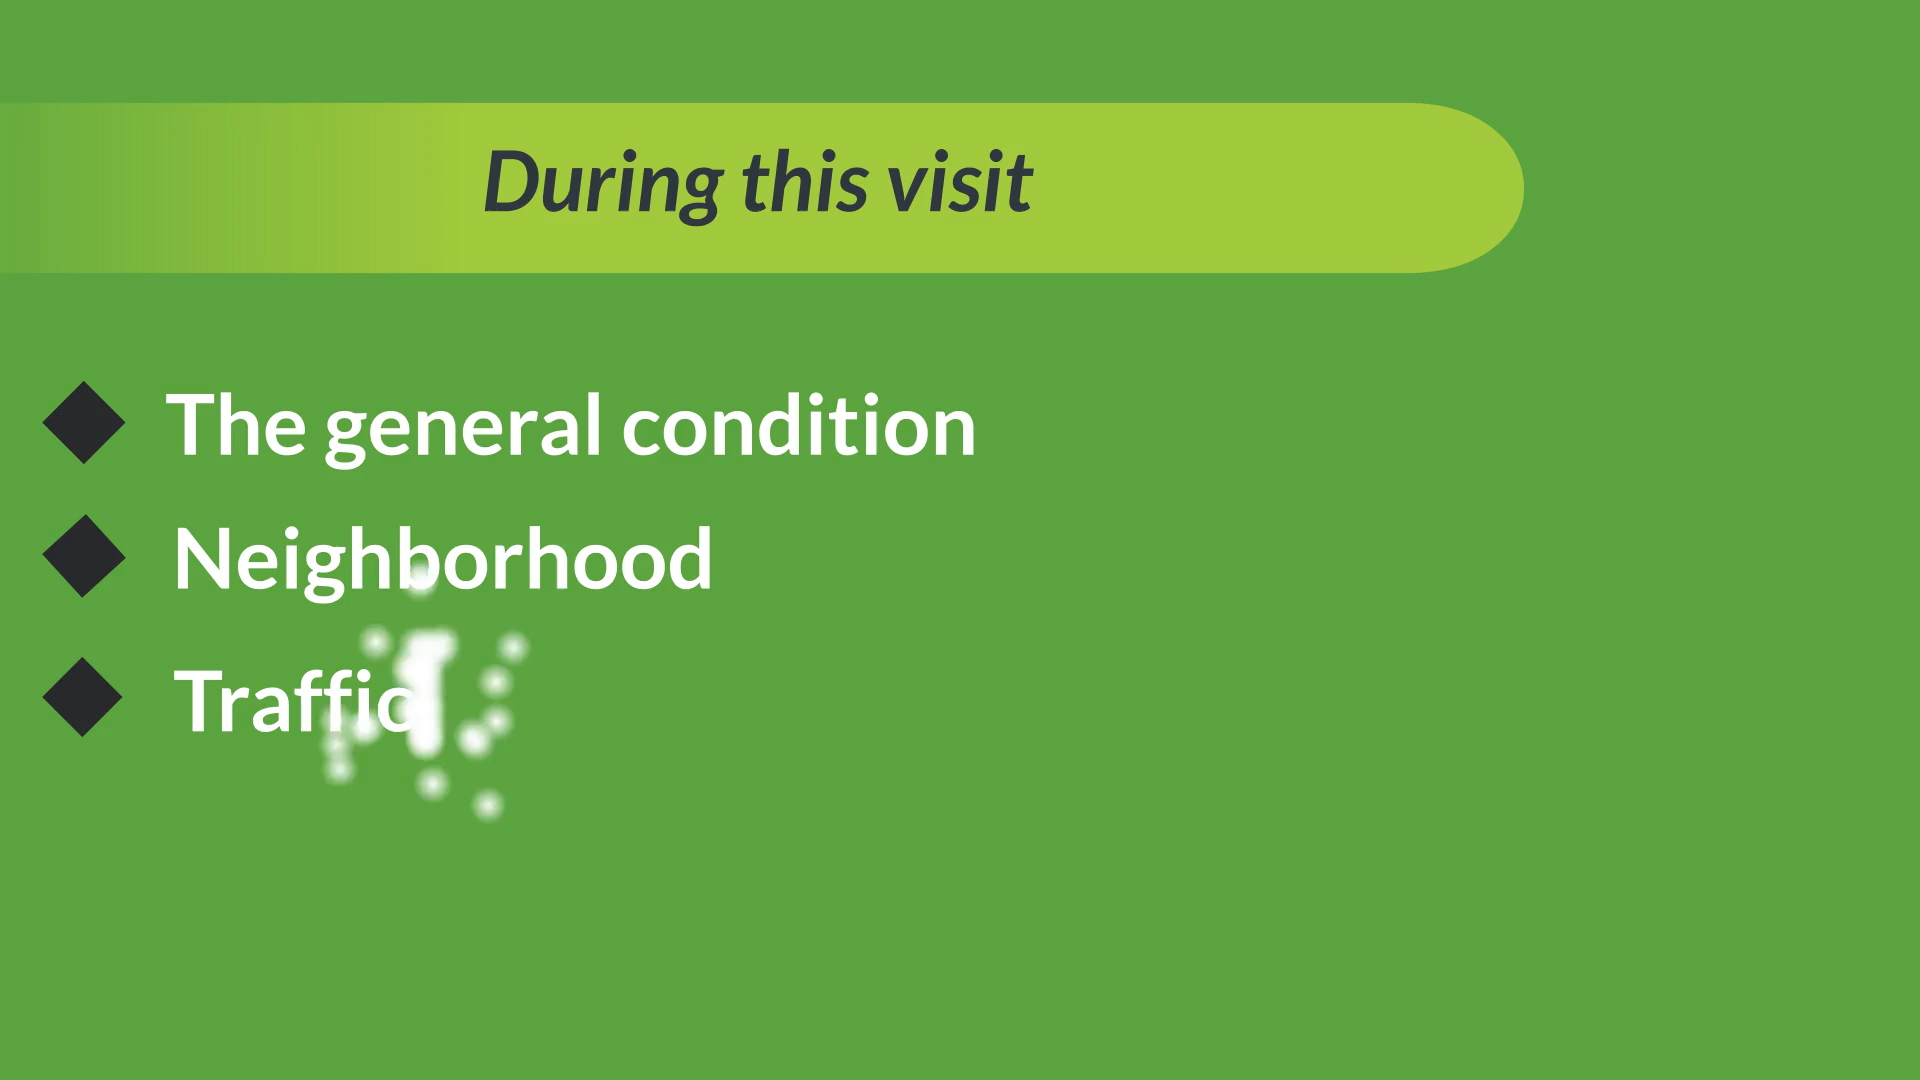 During this visit
The general condition
Neighborhood
Traffic